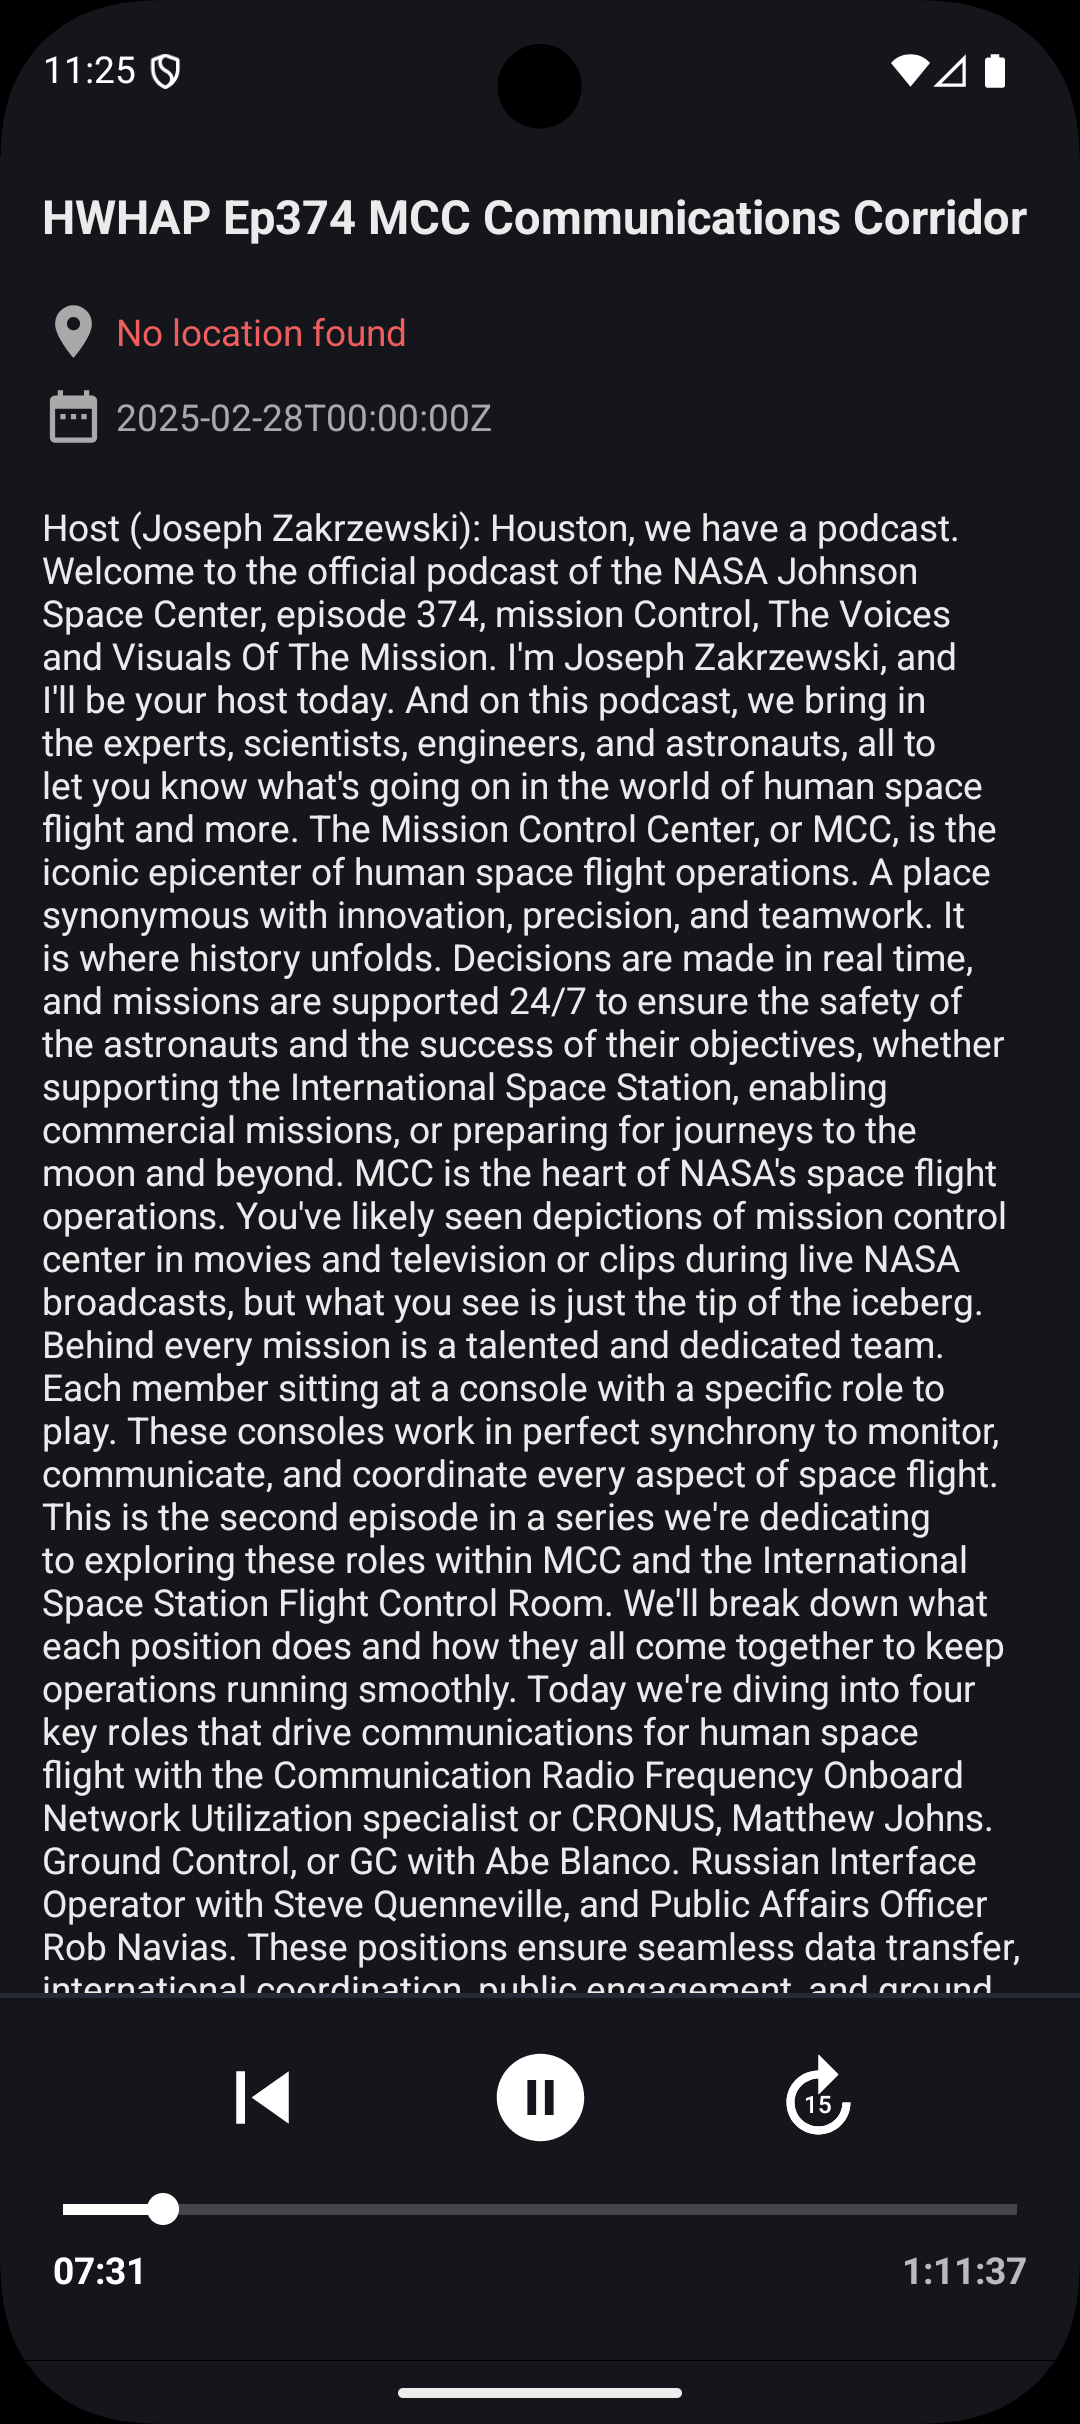 11:25
HWHAP Ep374 MCC Communications Corridor
No location found
2025-02-28T00:00:00Z
Host (Joseph Zakrzewski): Houston, we have a podcast.
Welcome to the official podcast of the NASA Johnson
Space Center, episode 374, mission Control, The Voices
and Visuals Of The Mission. I'm Joseph Zakrzewski, and
I'll be your host today. And on this podcast, we bring in
the experts, scientists, engineers, and astronauts, all to
let you know what's going on in the world of human space
flight and more. The Mission Control Center, or MCC, is the
iconic epicenter of human space flight operations. A place
synonymous with innovation, precision, and teamwork. It
is where history unfolds. Decisions are made in real time,
and missions are supported 24/7 to ensure the safety of
the astronauts and the success of their objectives, whether
supporting the International Space Station, enabling
commercial missions, or preparing for journeys to the
moon and beyond. MCC is the heart of NASA's space flight
operations. You've likely seen depictions of mission control
center in movies and television or clips during live NASA
broadcasts, but what you see is just the tip of the iceberg.
Behind every mission is a talented and dedicated team.
Each member sitting at a console with a specific role to
play. These consoles work in perfect synchrony to monitor,
communicate, and coordinate every aspect of space flight.
This is the second episode in a series we're dedicating
to exploring these roles within MCC and the International
Space Station Flight Control Room. We'll break down what
each position does and how they all come together to keep
operations running smoothly. Today we're diving into four
key roles that drive communications for human space
flight with the Communication Radio Frequency Onboard
Network Utilization specialist or CRONUS, Matthew Johns.
Ground Control, or GC with Abe Blanco. Russian Interface
Operator with Steve Quenneville, and Public Affairs Officer
Rob Navias. These positions ensure seamless data transfer,
international coordination, public engagement, and ground
15
07:31
1:11:37